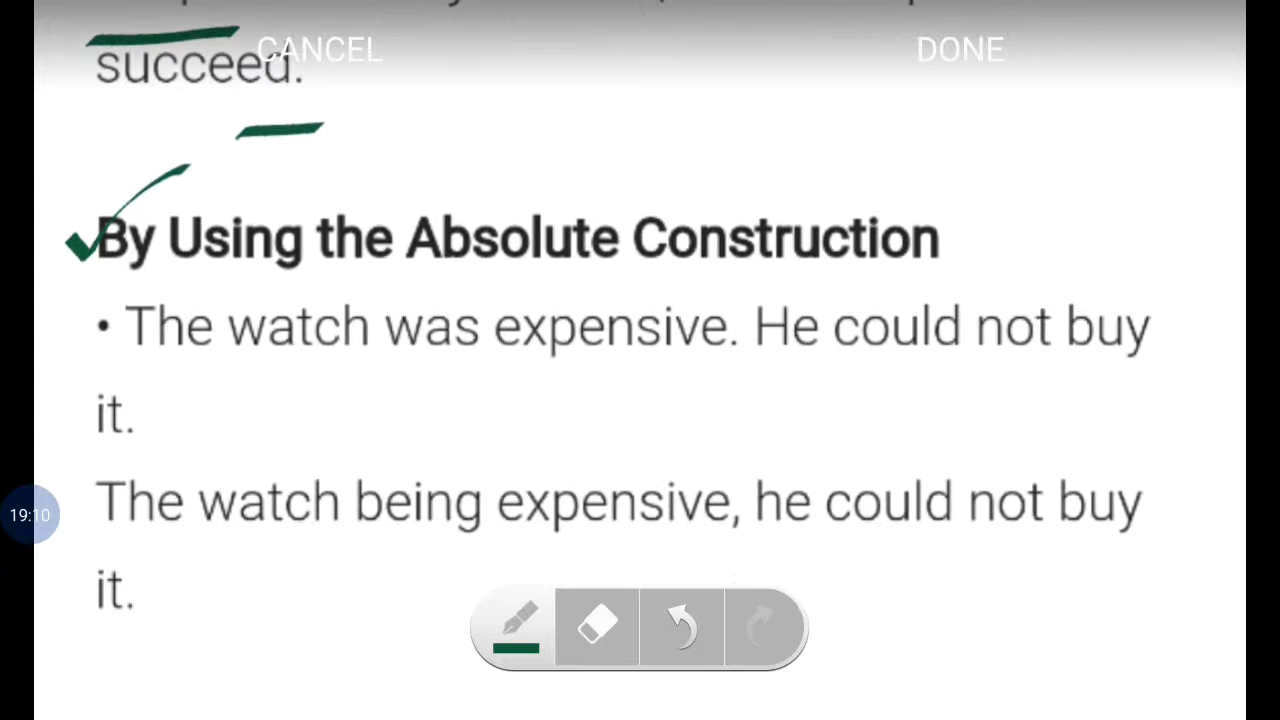 CANCEL
DONE
succeed.
By Using the Absolute Construction
• The watch was expensive. He could not buy
it.
The watch being expensive, he could not buy
it.
19:10